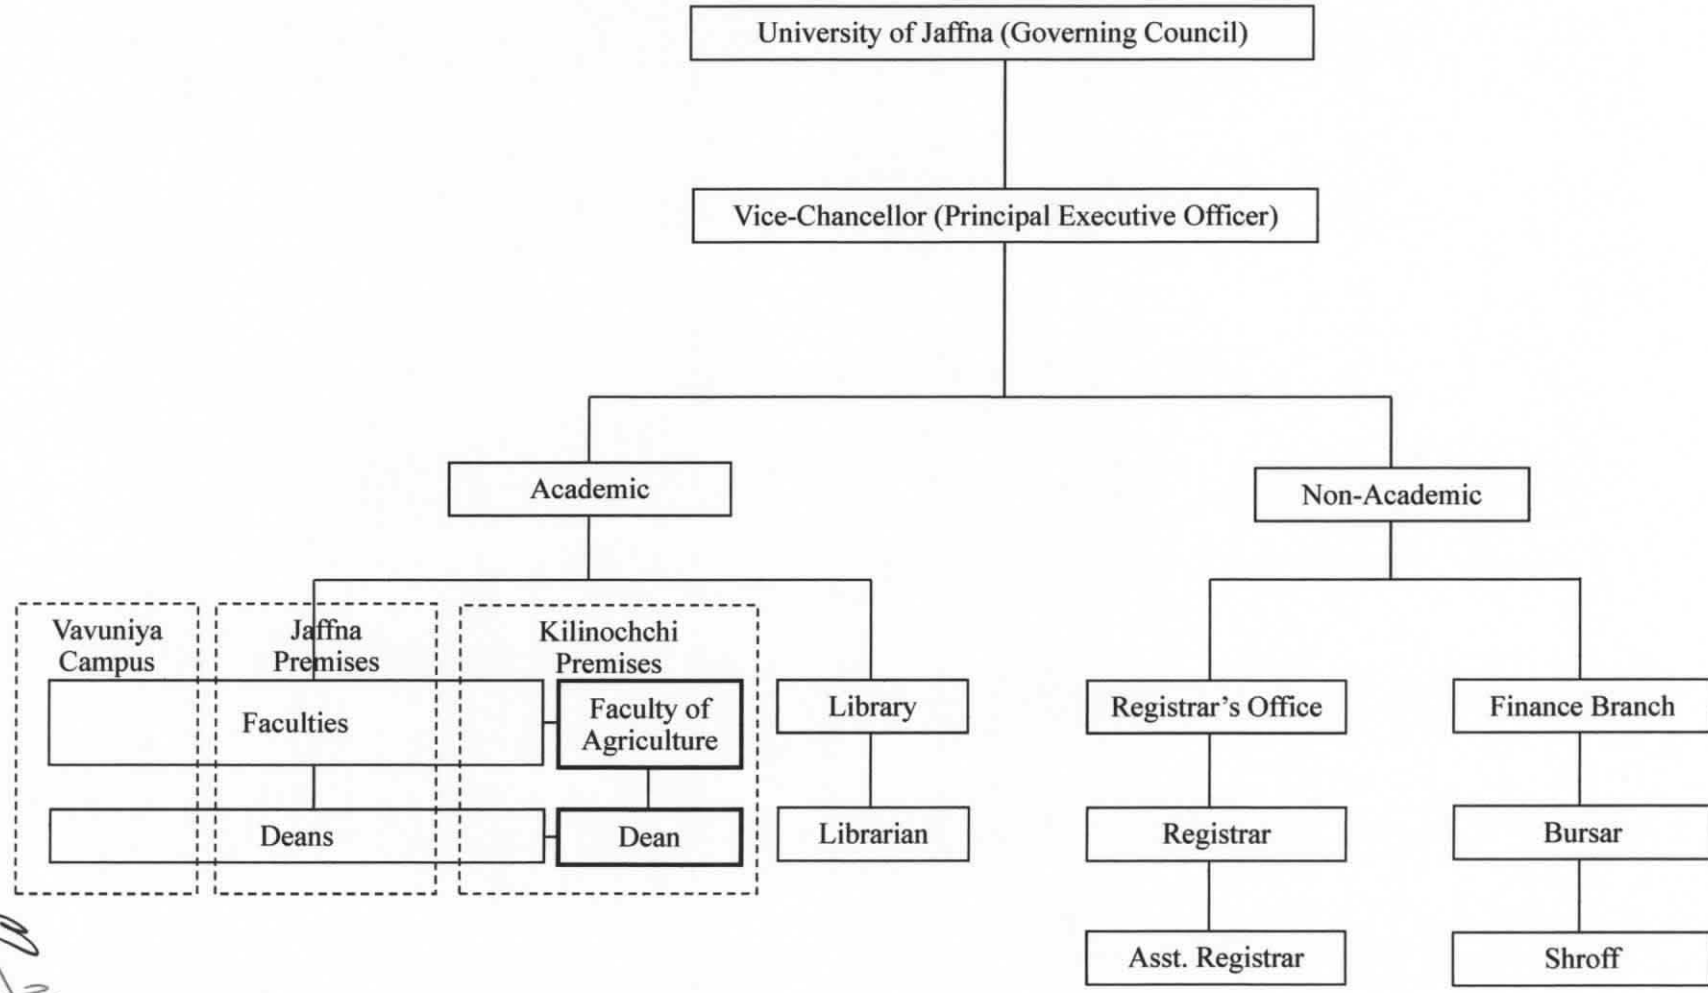 University of Jaffna (Governing Council)
Vice-Chancellor (Principal Executive Officer)
Academic
Non-Academic
Vavuniya
Campus
Jaffna
Premises
Kilinochchi
Premises
Faculties
Faculty of
Agriculture
Library
Registrar's Office
Finance Branch
Deans
Dean
Librarian
Registrar
Bursar
Asst. Registrar
Shroff